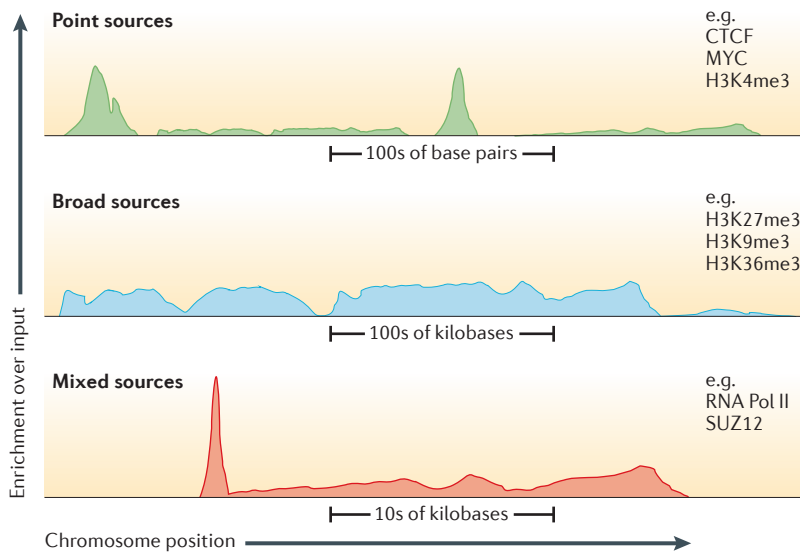 Point sources
e.g.
CTCF
MYC
H3K4me3
100s of base pairs
Broad sources
e.g.
H3K27me3
H3K9me3
H3K36me3
100s of kilobases
Mixed sources
e.g.
RNA Pol II
SUZ12
10s of kilobases
Enrichment over input
Chromosome position